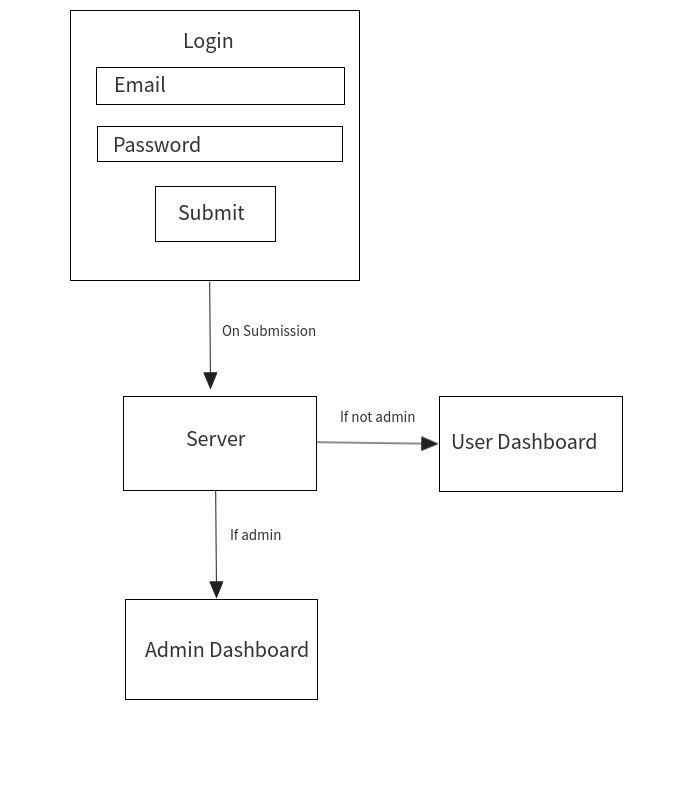 Login
Email
Password
Submit
On Submission
Server
If not admin
User Dashboard
If admin
Admin Dashboard